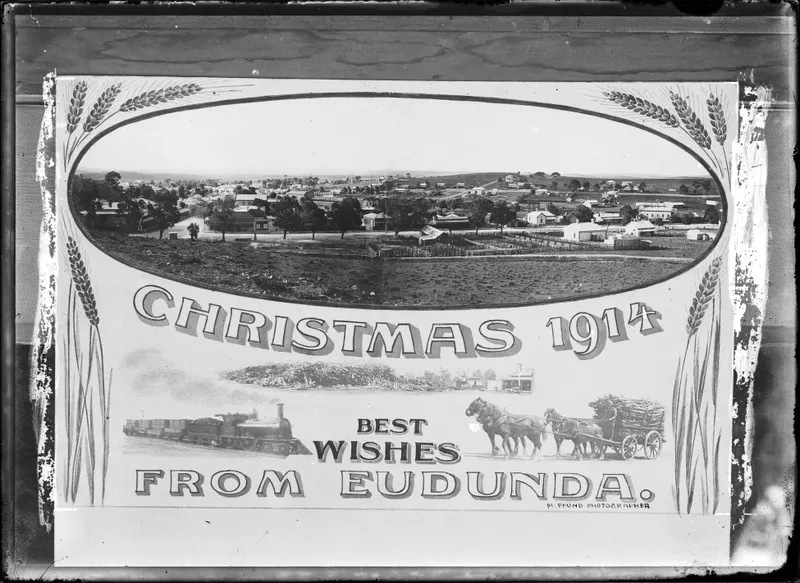 CHRISTMAS 1914
BEST
WISHES
FROM EUDUNDA.
M. PFUND PHOTOGRAPHER